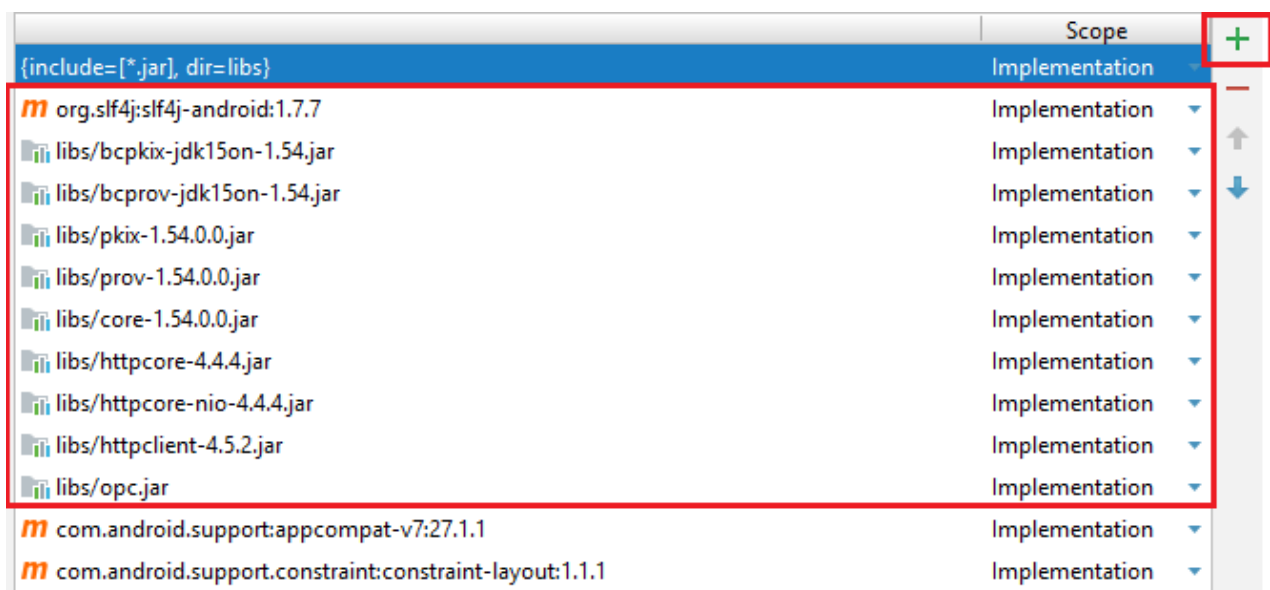 Scope
{include=[*.jar], dir=libs} Implementation
m org.slf4j:slf4j-android:1.7.7 Implementation
libs/bcpkix-jdk15on-1.54.jar Implementation
libs/bcprov-jdk15on-1.54.jar Implementation
libs/pkix-1.54.0.0.jar Implementation
libs/prov-1.54.0.0.jar Implementation
libs/core-1.54.0.0.jar Implementation
libs/httpcore-4.4.4.jar Implementation
libs/httpcore-nio-4.4.4.jar Implementation
libs/httpclient-4.5.2.jar Implementation
libs/opc.jar Implementation
m com.android.support:appcompat-v7:27.1.1 Implementation
m com.android.support.constraint:constraint-layout:1.1.1 Implementation